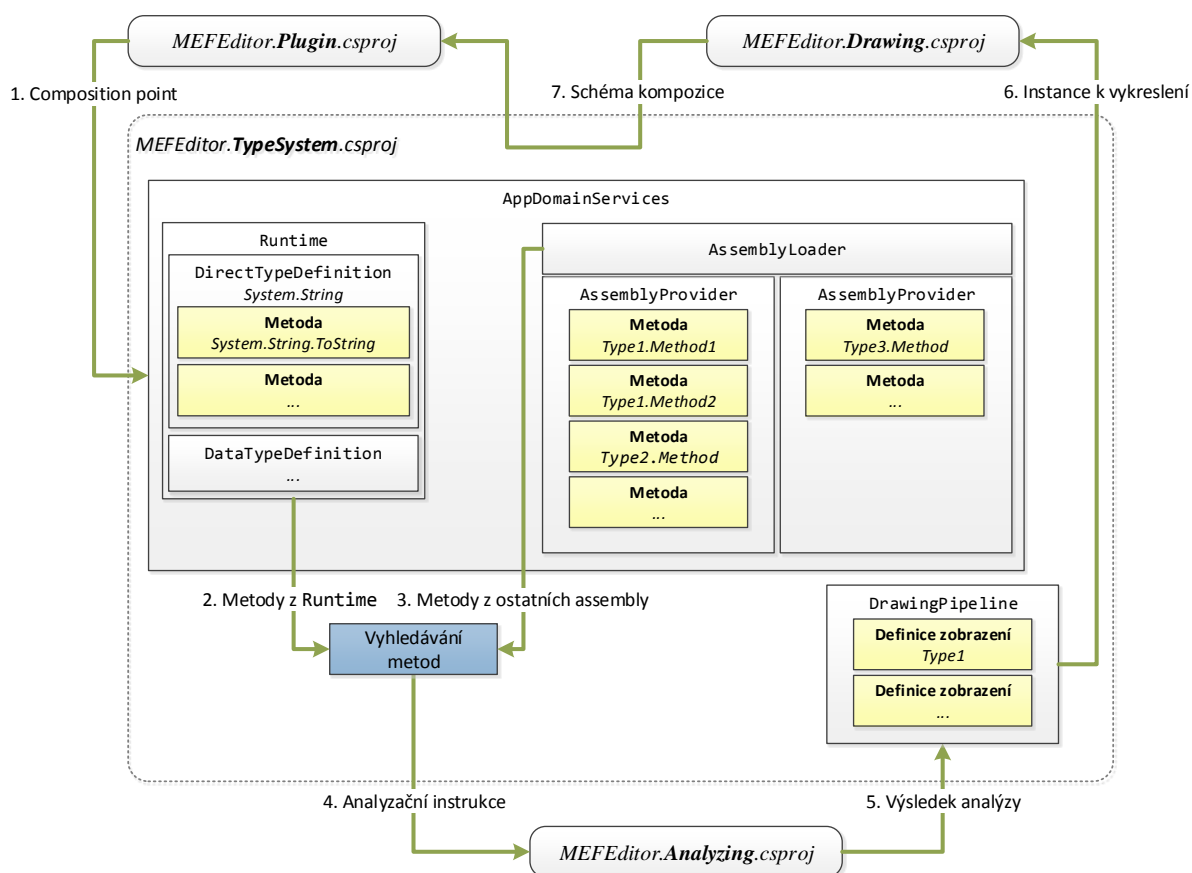 MEFEditor.Plugin.csproj
MEFEditor.Drawing.csproj
1. Composition point
7. Schéma kompozice
6. Instance k vykreslení
MEFEditor.TypeSystem.csproj
AppDomainServices
Runtime
DirectTypeDefinition
System.String
Metoda
System.String.ToString
Metoda
...
DataTypeDefinition
...
AssemblyLoader
AssemblyProvider
Metoda
Type1.Method1
Metoda
Type1.Method2
Metoda
Type2.Method
Metoda
...
AssemblyProvider
Metoda
Type3.Method
Metoda
...
2. Metody z Runtime
3. Metody z ostatních assembly
Vyhledávání
metod
DrawingPipeline
Definice zobrazení
Type1
Definice zobrazení
...
4. Analyzační instrukce
5. Výsledek analýzy
MEFEditor.Analyzing.csproj